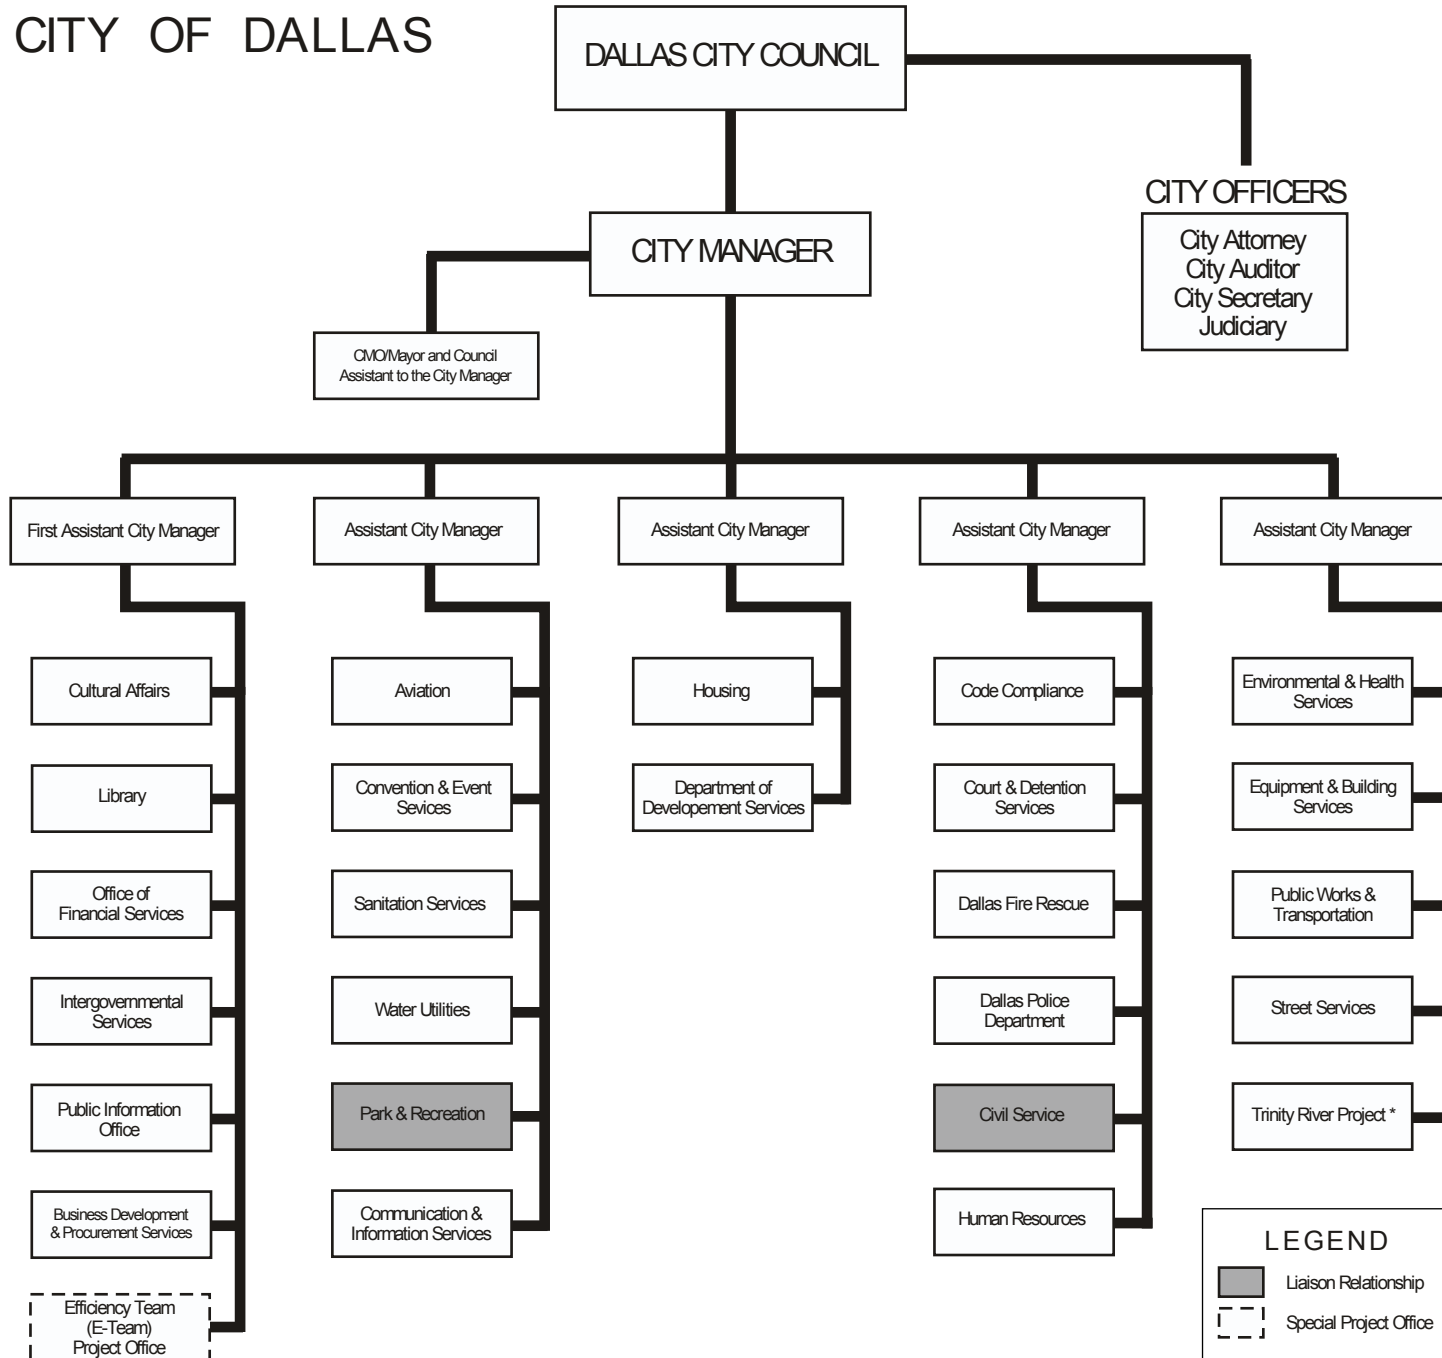 CITY OF DALLAS
DALLAS CITY COUNCIL
CITY OFFICERS
City Attorney
City Auditor
City Secretary
Judiciary
CITY MANAGER
CMO/Mayor and Council
Assistant to the City Manager
First Assistant City Manager
Assistant City Manager
Assistant City Manager
Assistant City Manager
Assistant City Manager
Cultural Affairs
Library
Office of
Financial Services
Intergovernmental
Services
Public Information
Office
Business Development
& Procurement Services
Efficiency Team
(E-Team)
Project Office
Aviation
Convention & Event
Sevices
Sanitation Services
Water Utilities
Park & Recreation
Communication &
Information Services
Housing
Department of
Developement Services
Code Compliance
Court & Detention
Services
Dallas Fire Rescue
Dallas Police
Department
Civil Service
Human Resources
Environmental & Health
Services
Equipment & Building
Services
Public Works &
Transportation
Street Services
Trinity River Project *
LEGEND
Liaison Relationship
Special Project Office